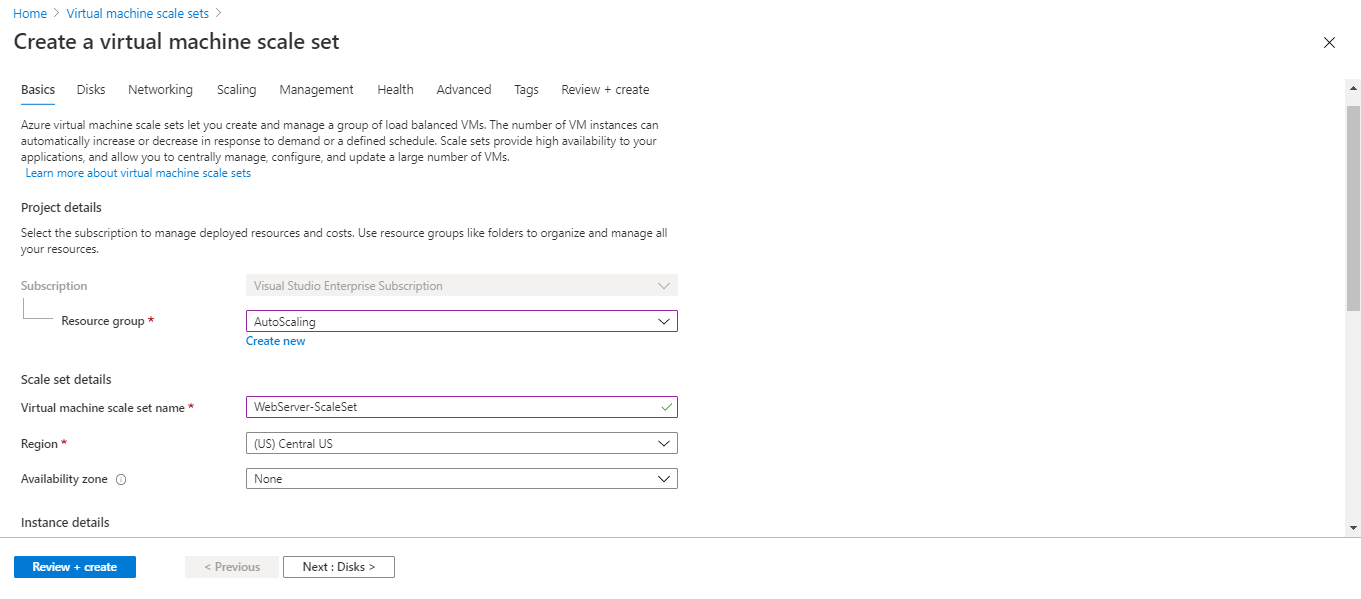 Home > Virtual machine scale sets >
Create a virtual machine scale set
Basics Disks Networking Scaling Management Health Advanced Tags Review + create
Azure virtual machine scale sets let you create and manage a group of load balanced VMs. The number of VM instances can
automatically increase or decrease in response to demand or a defined schedule. Scale sets provide high availability to your
applications, and allow you to centrally manage, configure, and update a large number of VMs.
Learn more about virtual machine scale sets
Project details
Select the subscription to manage deployed resources and costs. Use resource groups like folders to organize and manage all
your resources.
Subscription Visual Studio Enterprise Subscription
Resource group * AutoScaling
Create new
Scale set details
Virtual machine scale set name * WebServer-ScaleSet
Region * (US) Central US
Availability zone None
Instance details
Review + create < Previous Next : Disks >